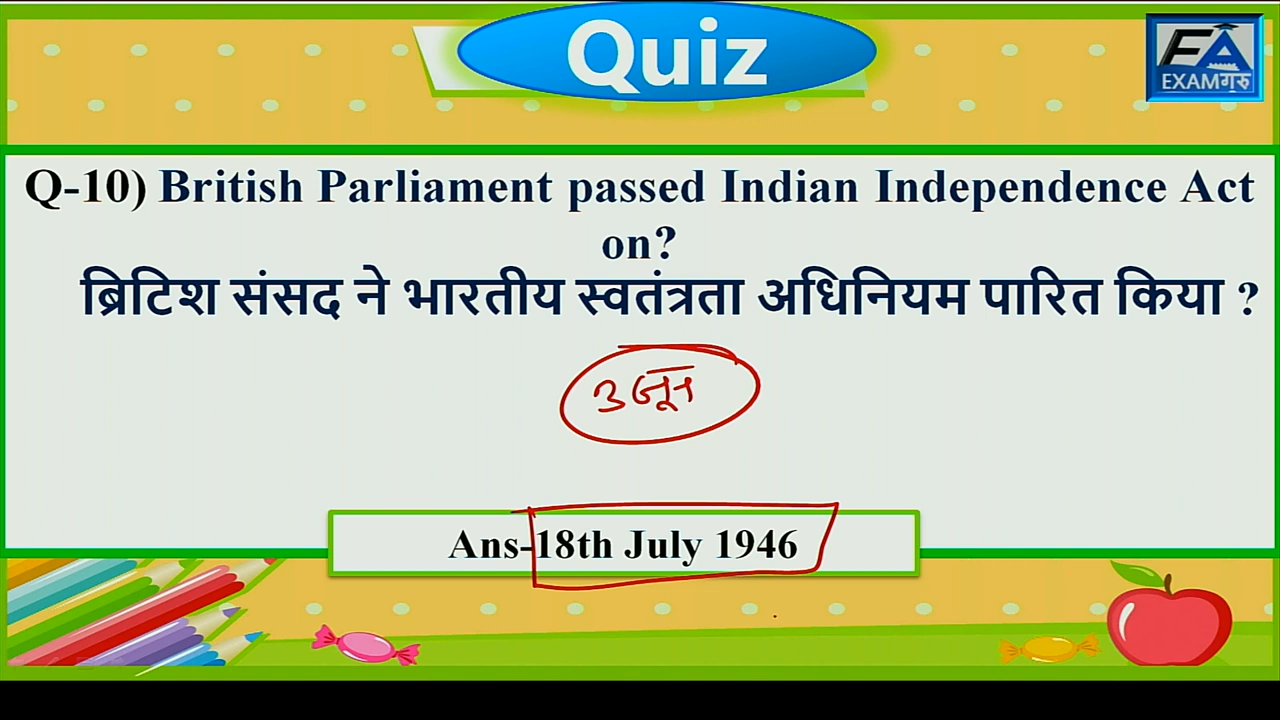 Quiz
EXAMगुरु
Q-10) British Parliament passed Indian Independence Act
on?
ब्रिटिश संसद ने भारतीय स्वतंत्रता अधिनियम पारित किया ?
3 जून
Ans-18th July 1946